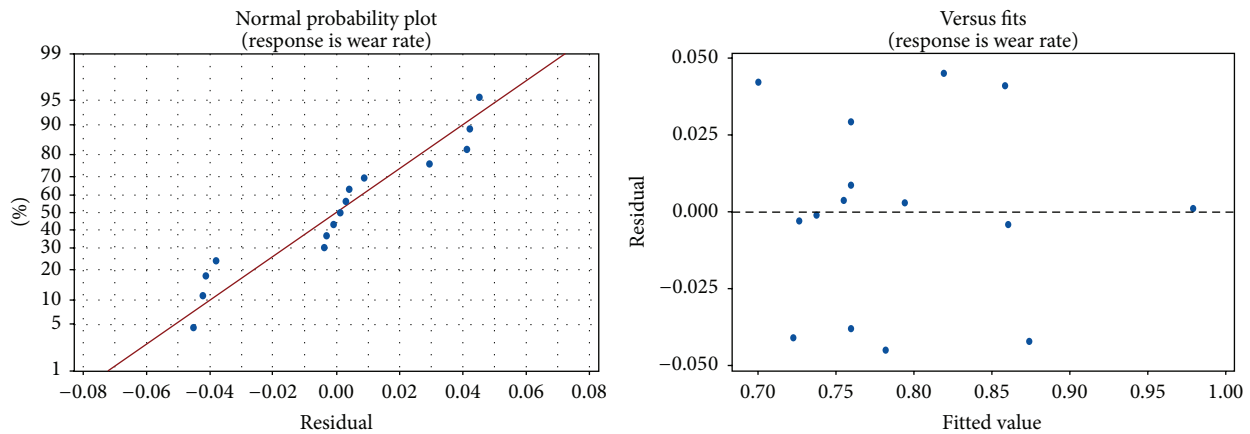 Normal probability plot
(response is wear rate)
99
95
90
80
70
60
50
40
30
20
10
5
1
(%)
−0.08 −0.06 −0.04 −0.02 0.00 0.02 0.04 0.06 0.08
Residual
Versus fits
(response is wear rate)
0.050
0.025
0.000
−0.025
−0.050
Residual
0.70 0.75 0.80 0.85 0.90 0.95 1.00
Fitted value